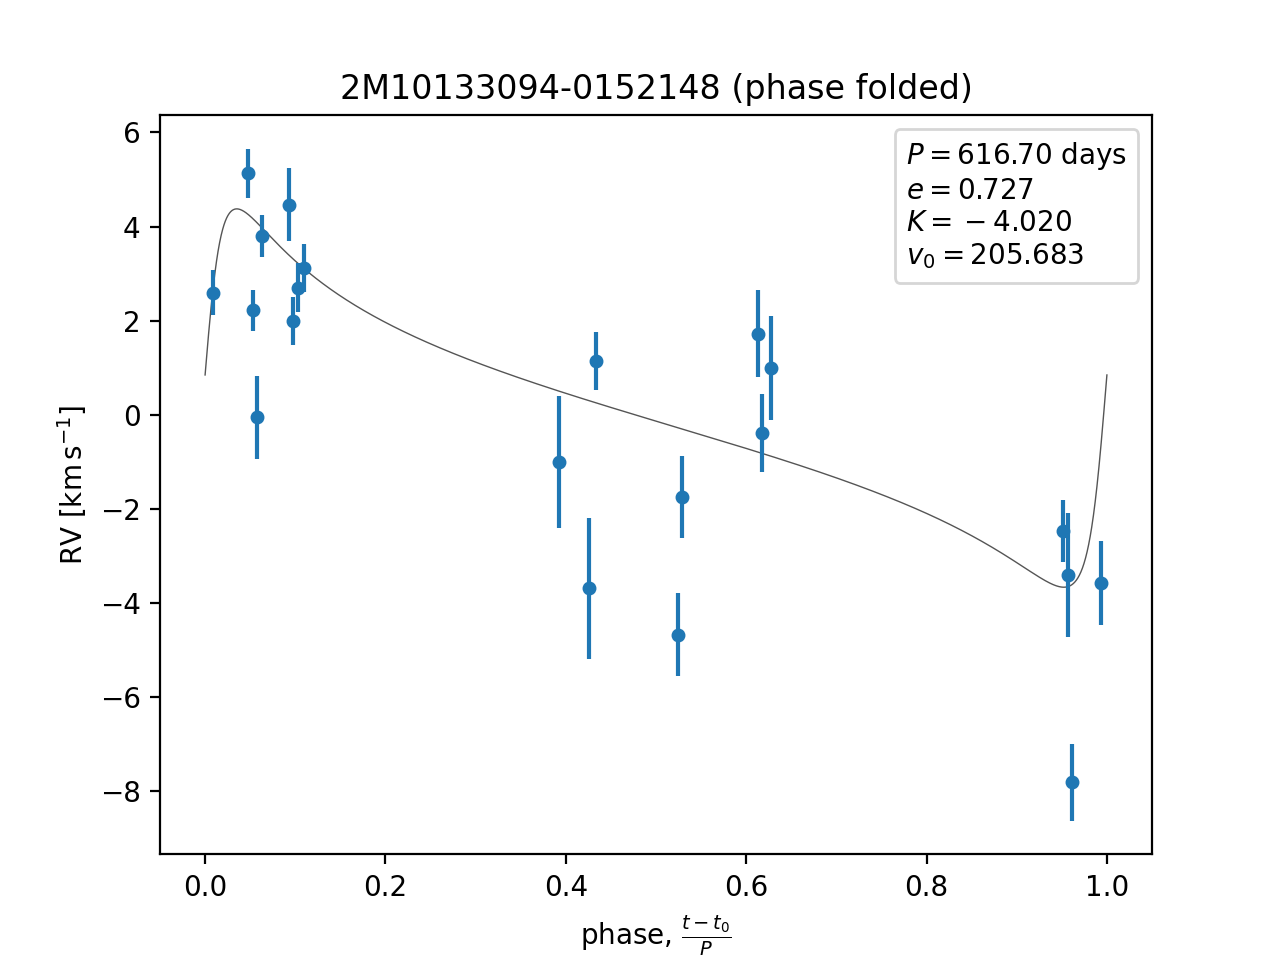 2M10133094-0152148 (phase folded)
P = 616.70 days
e = 0.727
K = −4.020
v₀ = 205.683
RV [km s⁻¹]
6
4
2
0
−2
−4
−6
−8
0.0 0.2 0.4 0.6 0.8 1.0
phase, (t − t₀)/P